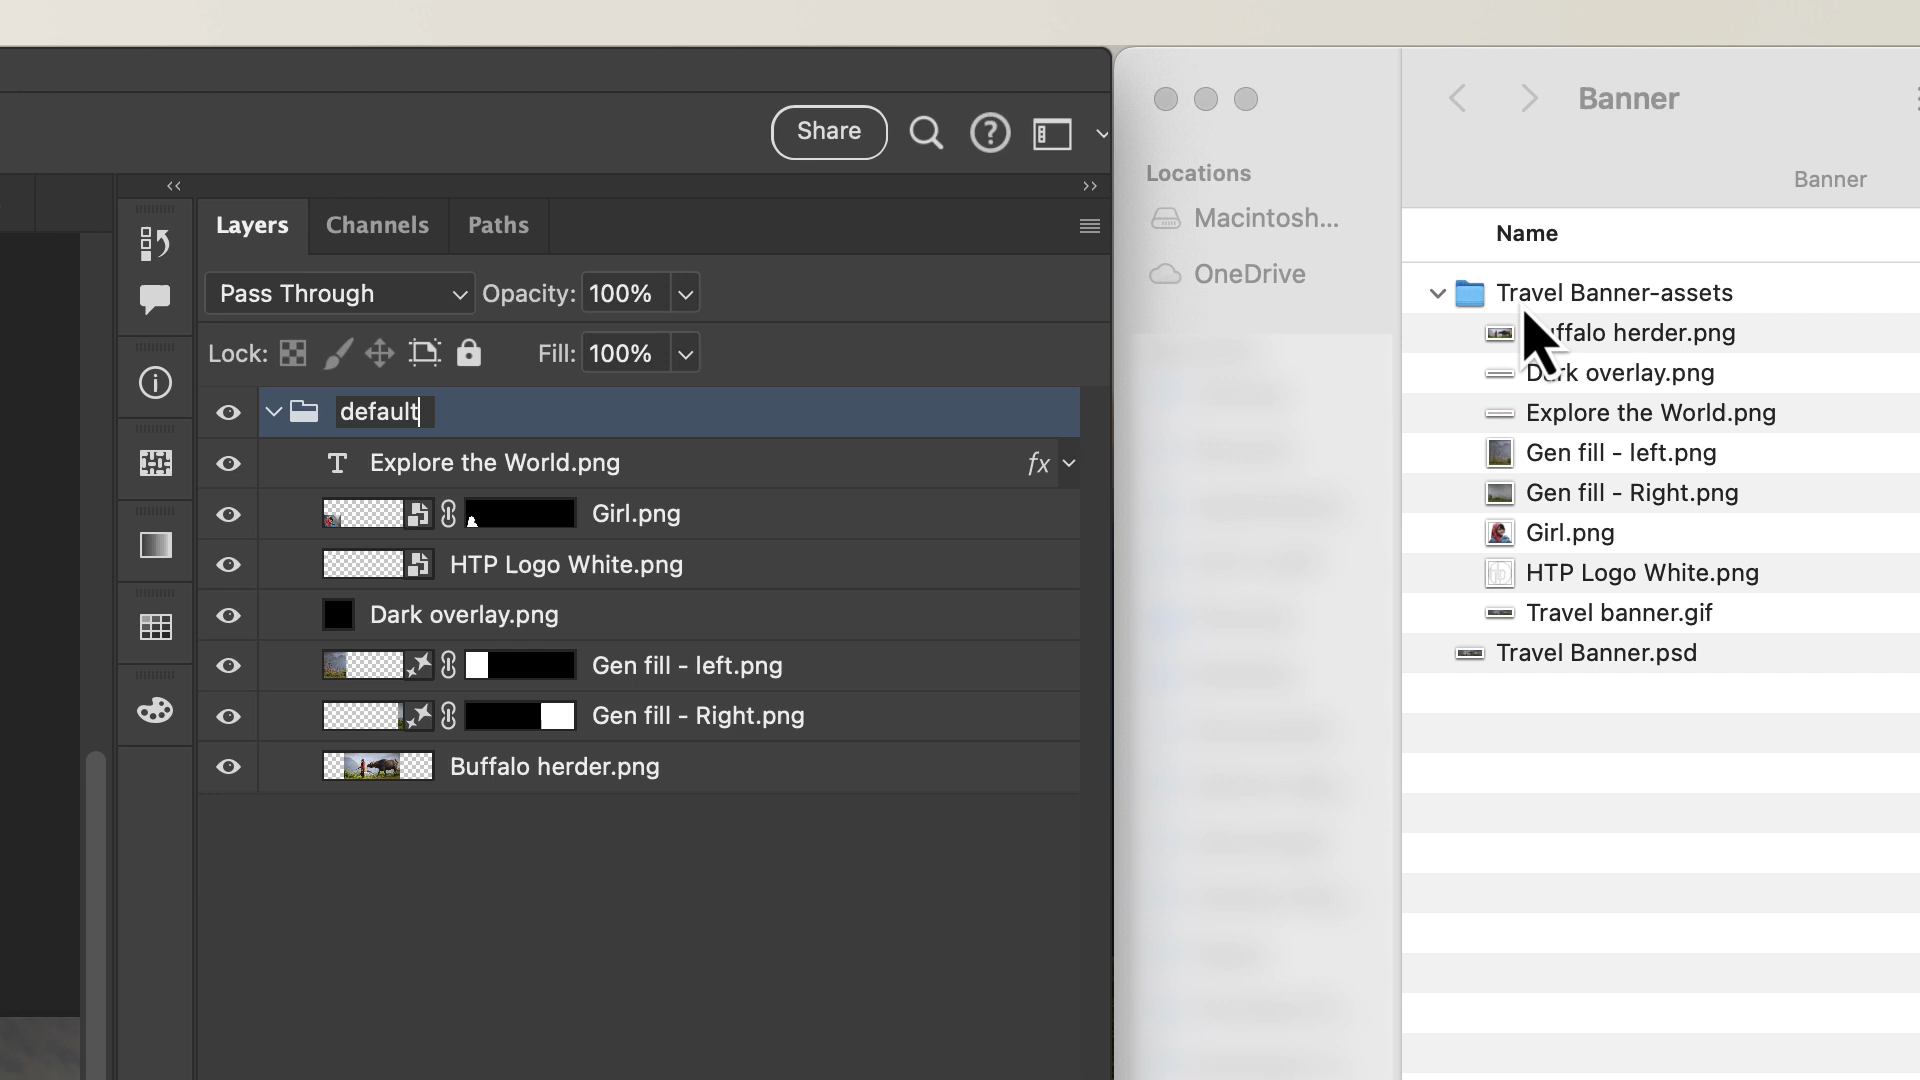 Share
Layers
Channels
Paths
Pass Through
Opacity:
100%
Lock:
Fill:
100%
default
Explore the World.png
fx
Girl.png
HTP Logo White.png
Dark overlay.png
Gen fill - left.png
Gen fill - Right.png
Buffalo herder.png
Banner
Locations
Macintosh...
OneDrive
Banner
Name
Travel Banner-assets
ffalo herder.png
Dark overlay.png
Explore the World.png
Gen fill - left.png
Gen fill - Right.png
Girl.png
HTP Logo White.png
Travel banner.gif
Travel Banner.psd